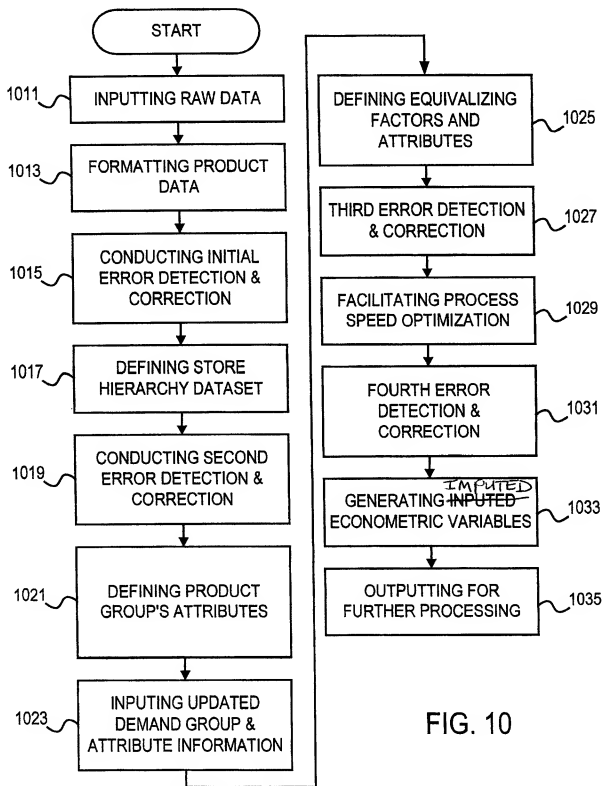 START
1011
INPUTTING RAW DATA
1013
FORMATTING PRODUCT
DATA
1015
CONDUCTING INITIAL
ERROR DETECTION &
CORRECTION
1017
DEFINING STORE
HIERARCHY DATASET
1019
CONDUCTING SECOND
ERROR DETECTION &
CORRECTION
1021
DEFINING PRODUCT
GROUP'S ATTRIBUTES
1023
INPUTING UPDATED
DEMAND GROUP &
ATTRIBUTE INFORMATION
DEFINING EQUIVALIZING
FACTORS AND
ATTRIBUTES
1025
THIRD ERROR DETECTION
& CORRECTION
1027
FACILITATING PROCESS
SPEED OPTIMIZATION
1029
FOURTH ERROR
DETECTION &
CORRECTION
1031
IMPUTED
GENERATING INPUTED
ECONOMETRIC VARIABLES
1033
OUTPUTTING FOR
FURTHER PROCESSING
1035
FIG. 10